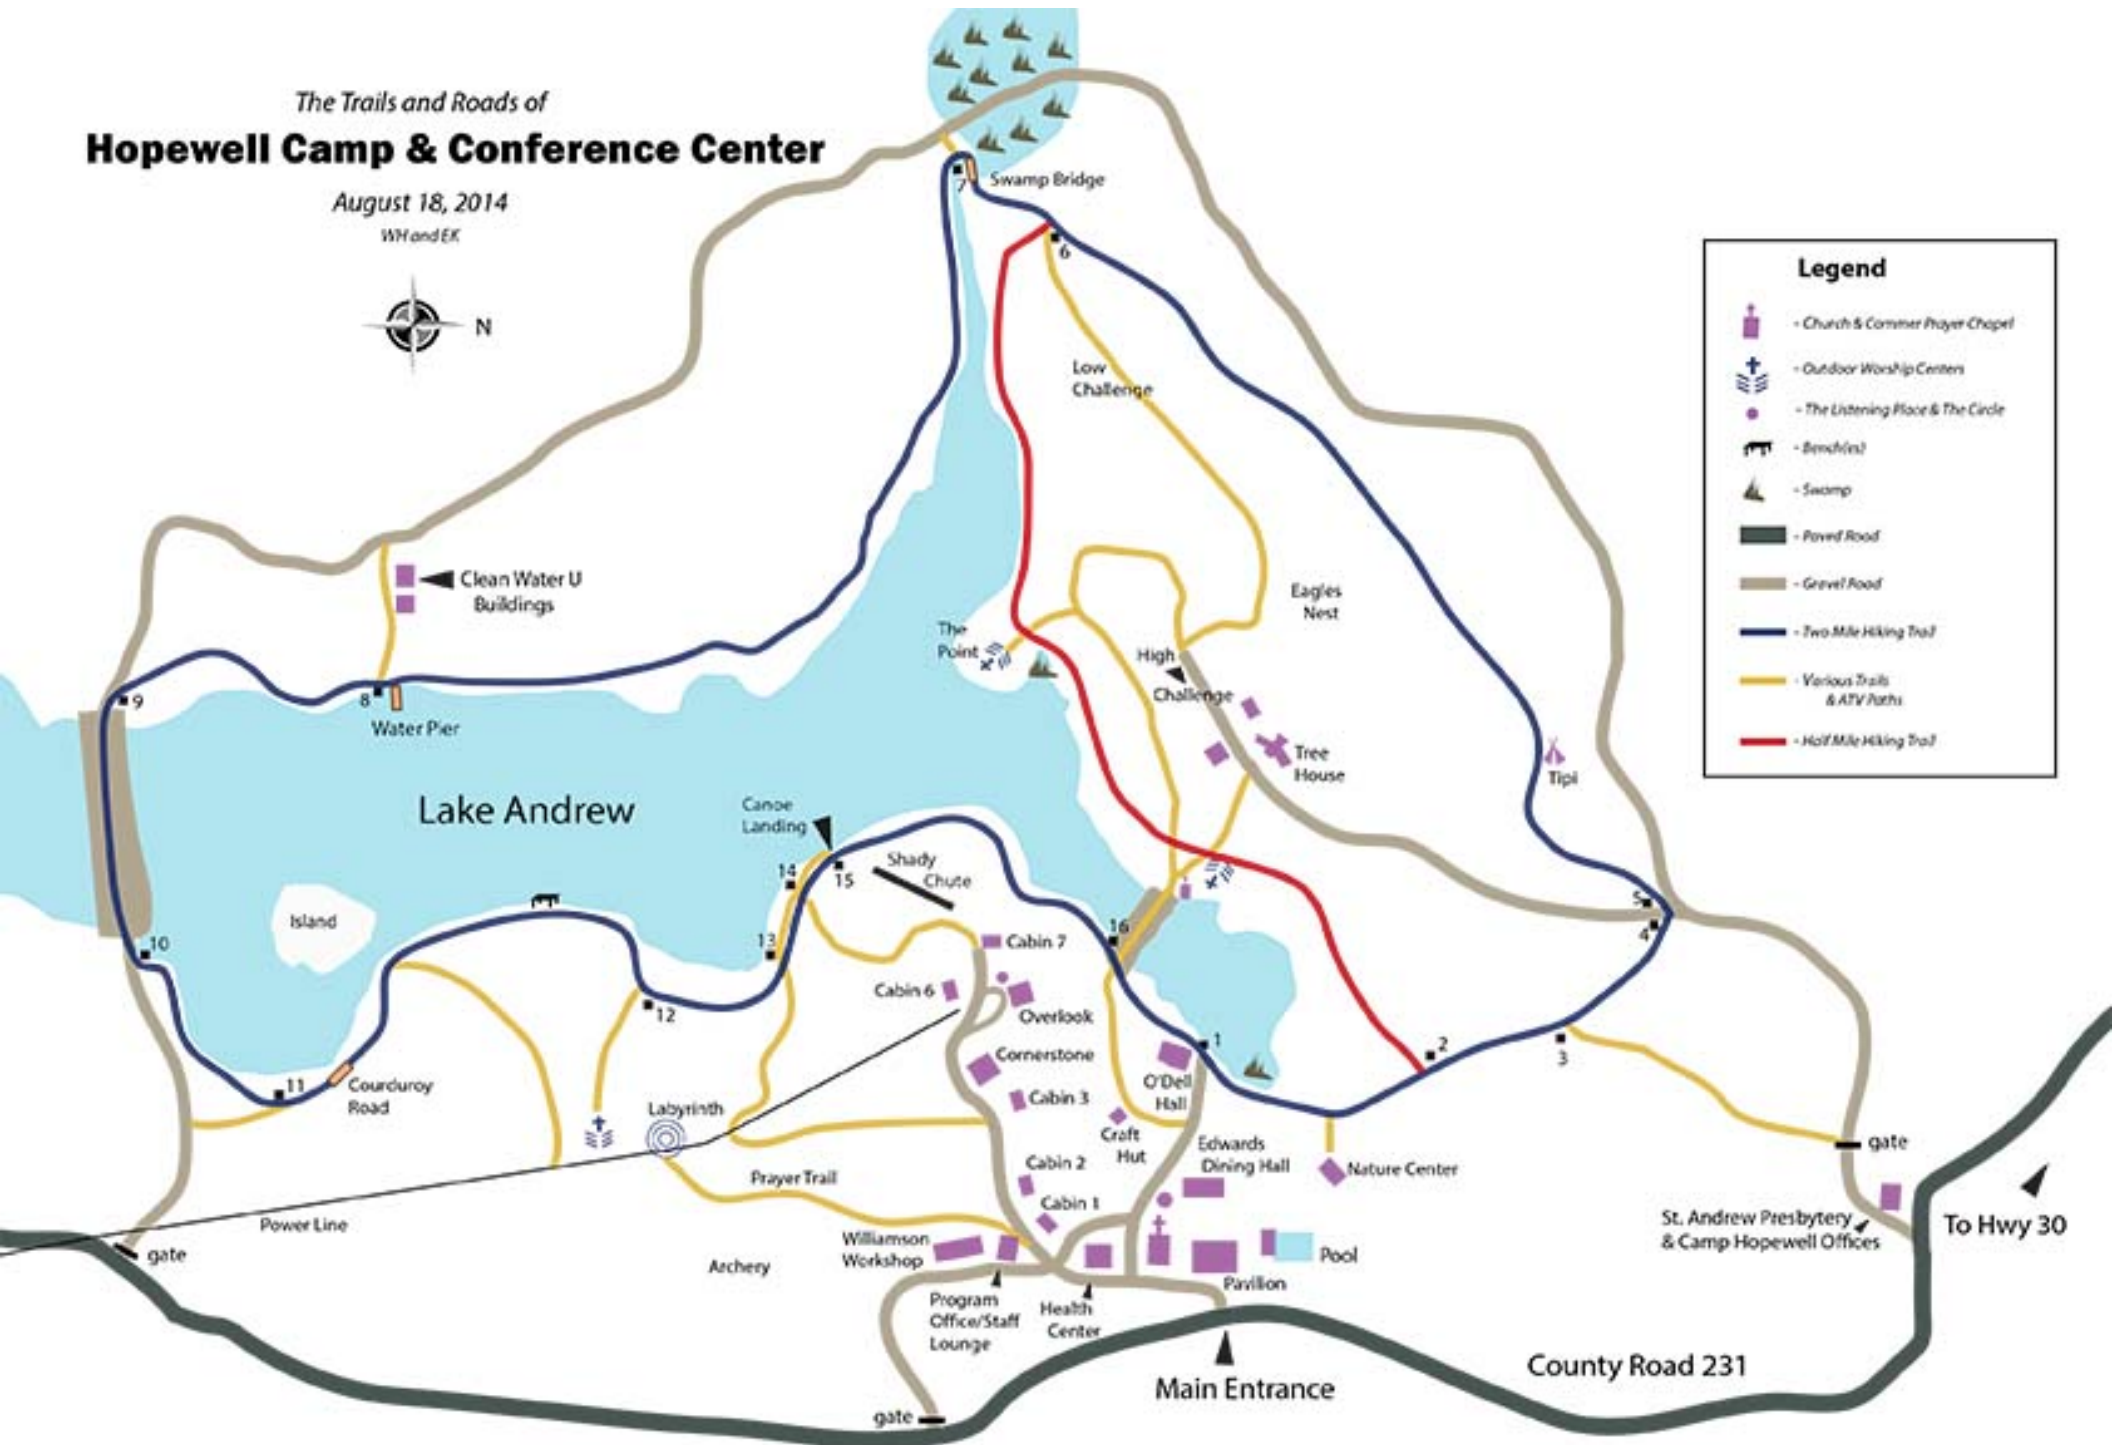 The Trails and Roads of
Hopewell Camp & Conference Center
August 18, 2014
WH and EK
N
7
Swamp Bridge
6
Low
Challenge
Legend
- Church & Commer Prayer Chapel
- Outdoor Worship Centers
- The Listening Place & The Circle
- Bench(es)
- Swamp
- Paved Road
- Gravel Road
- Two Mile Hiking Trail
- Various Trails
& ATV Paths
- Half Mile Hiking Trail
Clean Water U
Buildings
Eagles
Nest
The
Point
High
Challenge
9
8
Water Pier
Tree
House
Tipi
Lake Andrew
Canoe
Landing
14
15
Shady
Chute
5
4
Island
10
13
16
Cabin 7
Cabin 6
Overlook
12
1
2
3
Cornerstone
11
Courduroy
Road
O'Dell
Hall
Cabin 3
Labyrinth
Craft
Hut
Edwards
Dining Hall
gate
Nature Center
Cabin 2
Prayer Trail
Cabin 1
Power Line
St. Andrew Presbytery
& Camp Hopewell Offices
To Hwy 30
Williamson
Workshop
gate
Archery
Pool
Pavilion
Program
Office/Staff
Lounge
Health
Center
County Road 231
Main Entrance
gate